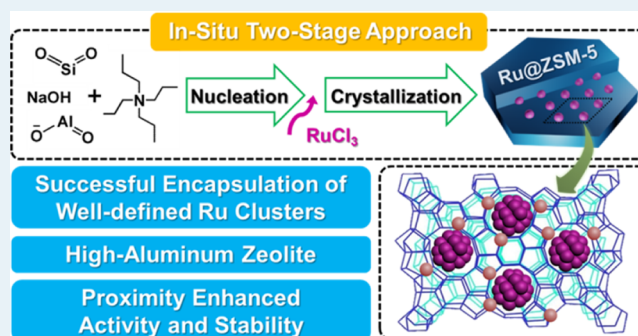 In-Situ Two-Stage Approach
O Si O
NaOH + N
O⁻ Al O
Nucleation
RuCl₃
Crystallization
Ru@ZSM-5
Successful Encapsulation of
Well-defined Ru Clusters
High-Aluminum Zeolite
Proximity Enhanced
Activity and Stability